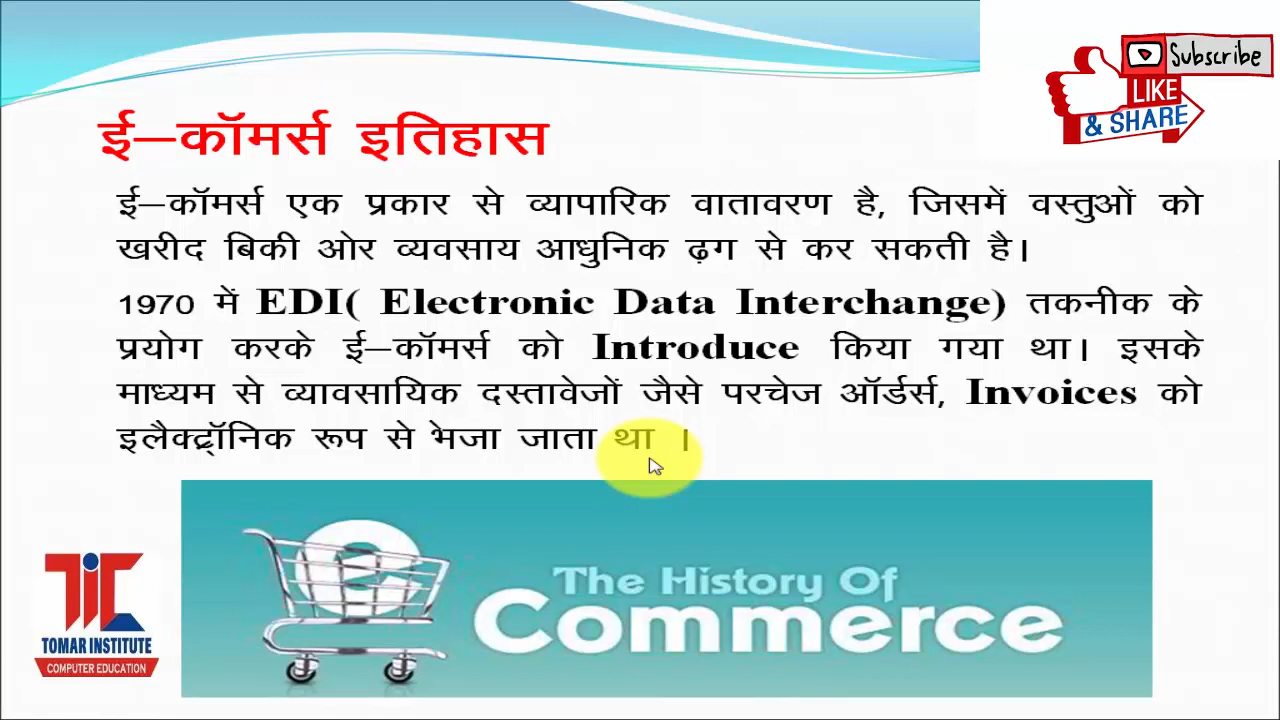 Subscribe
LIKE
& SHARE
ई–कॉमर्स इतिहास
ई–कॉमर्स एक प्रकार से व्यापारिक वातावरण है, जिसमें वस्तुओं को
खरीद बिकी ओर व्यवसाय आधुनिक ढ़ग से कर सकती है।
1970 में EDI( Electronic Data Interchange) तकनीक के
प्रयोग करके ई–कॉमर्स को Introduce किया गया था। इसके
माध्यम से व्यावसायिक दस्तावेजों जैसे परचेज ऑर्डर्स, Invoices को
इलैक्ट्रॉनिक रूप से भेजा जाता था ।
e
The History Of
Commerce
TIC
TOMAR INSTITUTE
COMPUTER EDUCATION